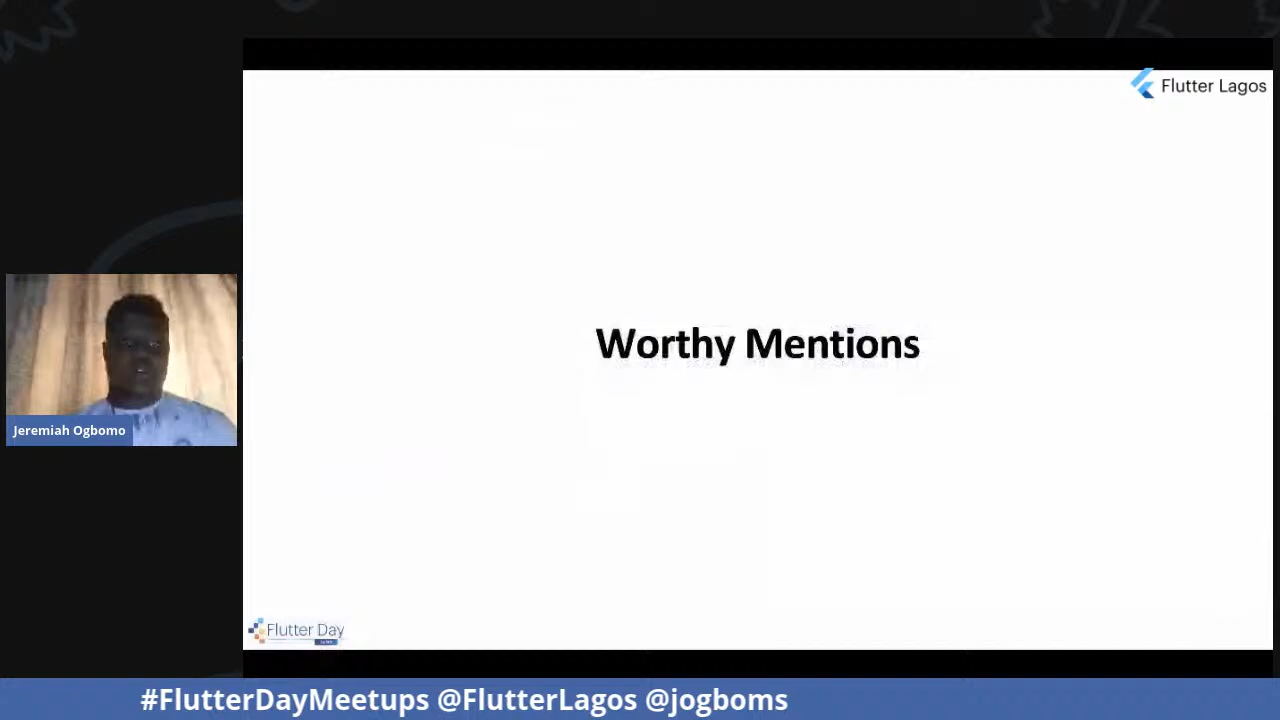 Flutter Lagos
Worthy Mentions
Jeremiah Ogbomo
Flutter Day
#FlutterDayMeetups @FlutterLagos @jogboms